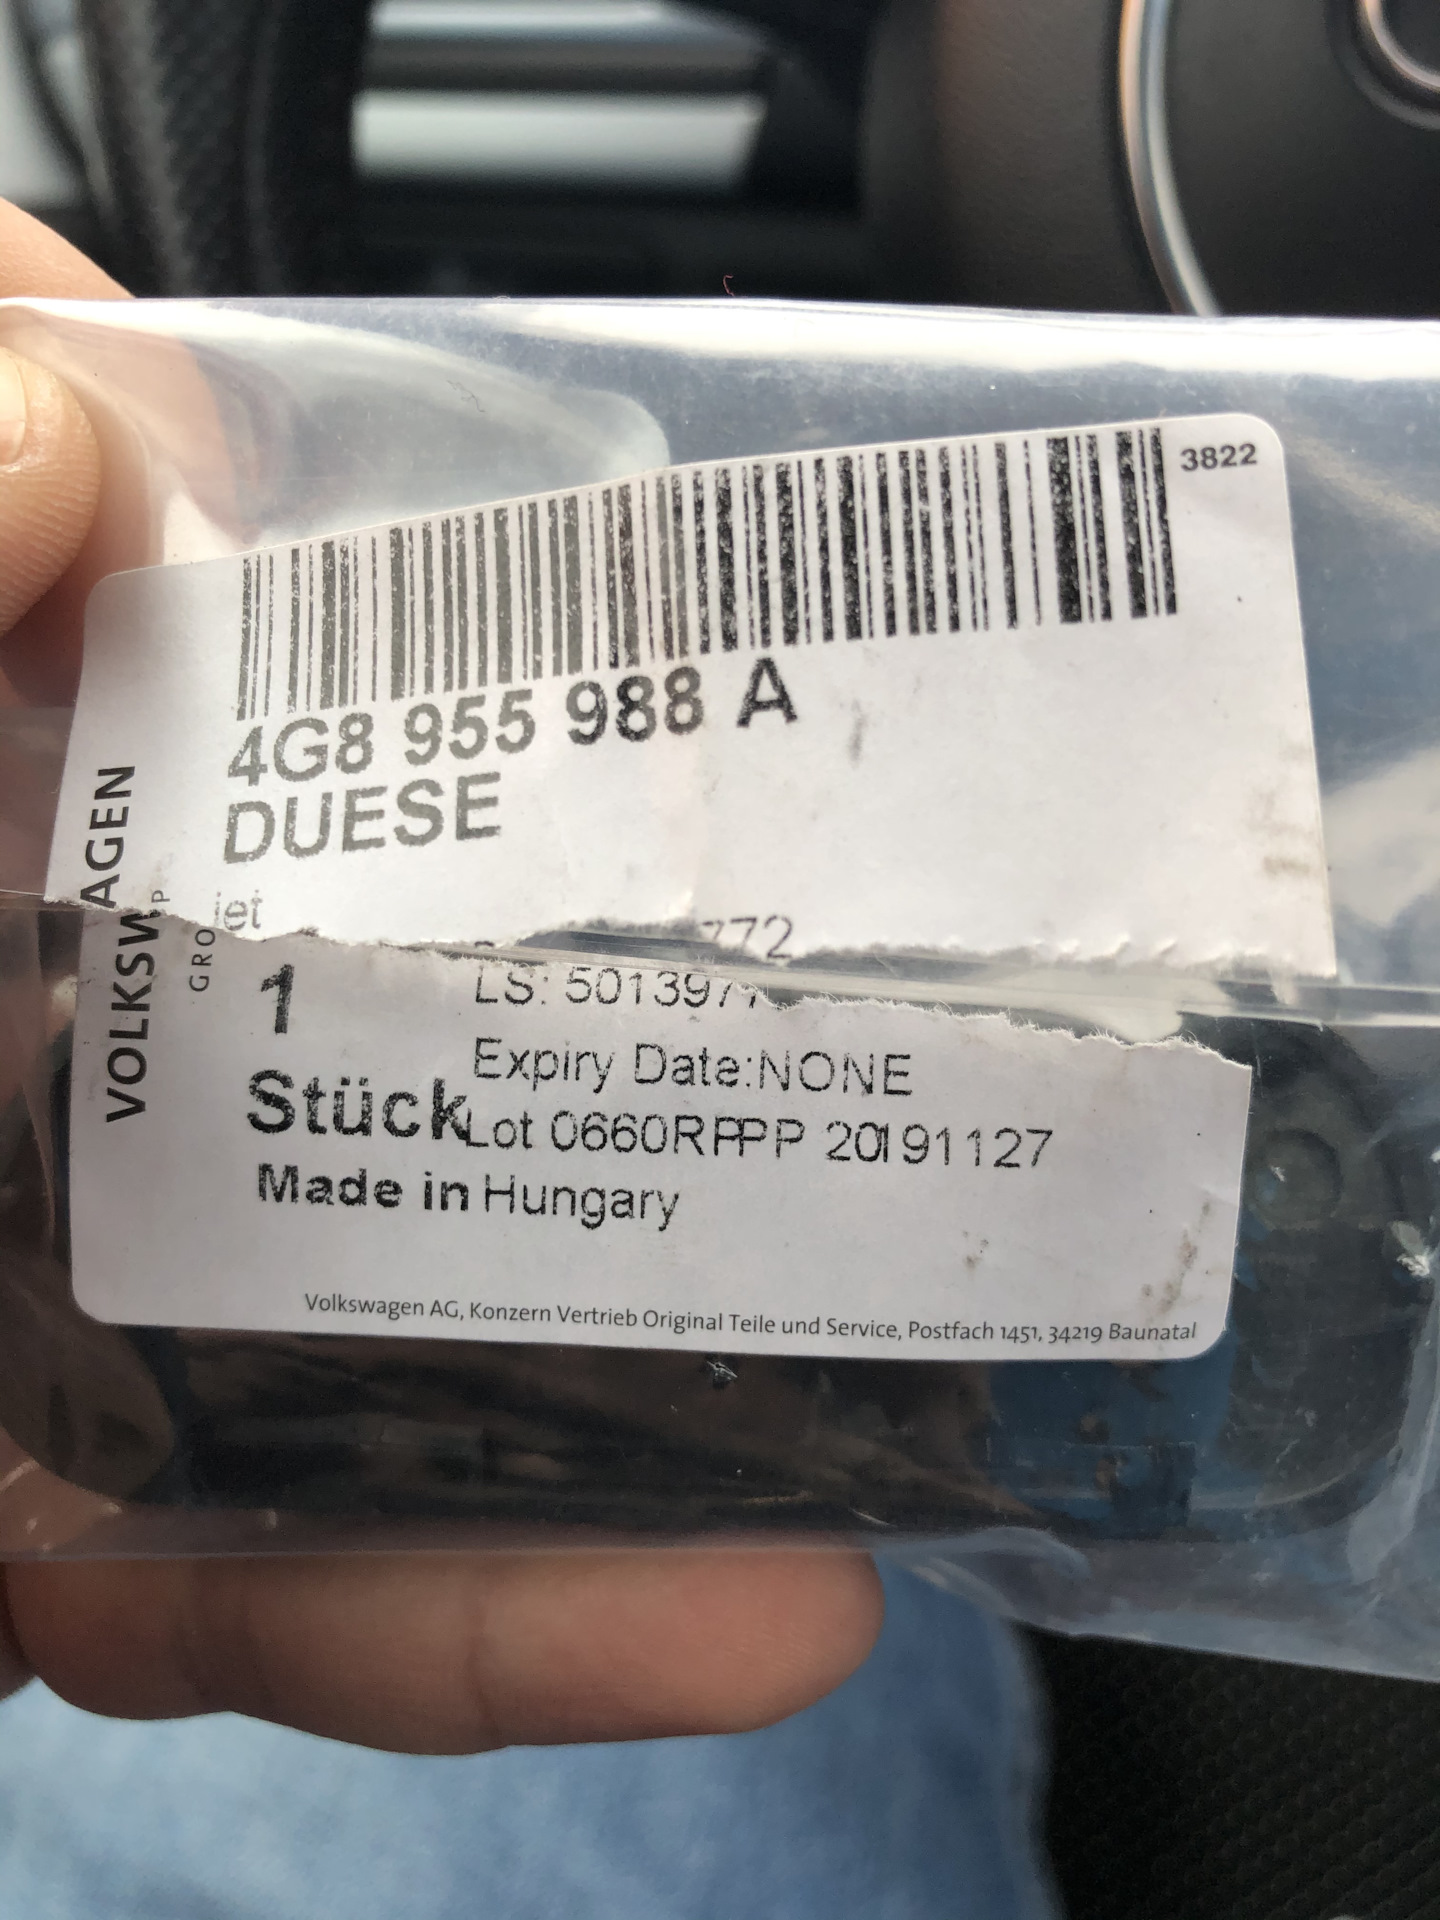 3822
4G8 955 988 A
DUESE
jet
772
1
LS: 501397
Expiry Date:NONE
Stück
Lot 0660RPPP 20191127
Made in Hungary
VOLKSWAGEN
GRO P
Volkswagen AG, Konzern Vertrieb Original Teile und Service, Postfach 1451, 34219 Baunatal